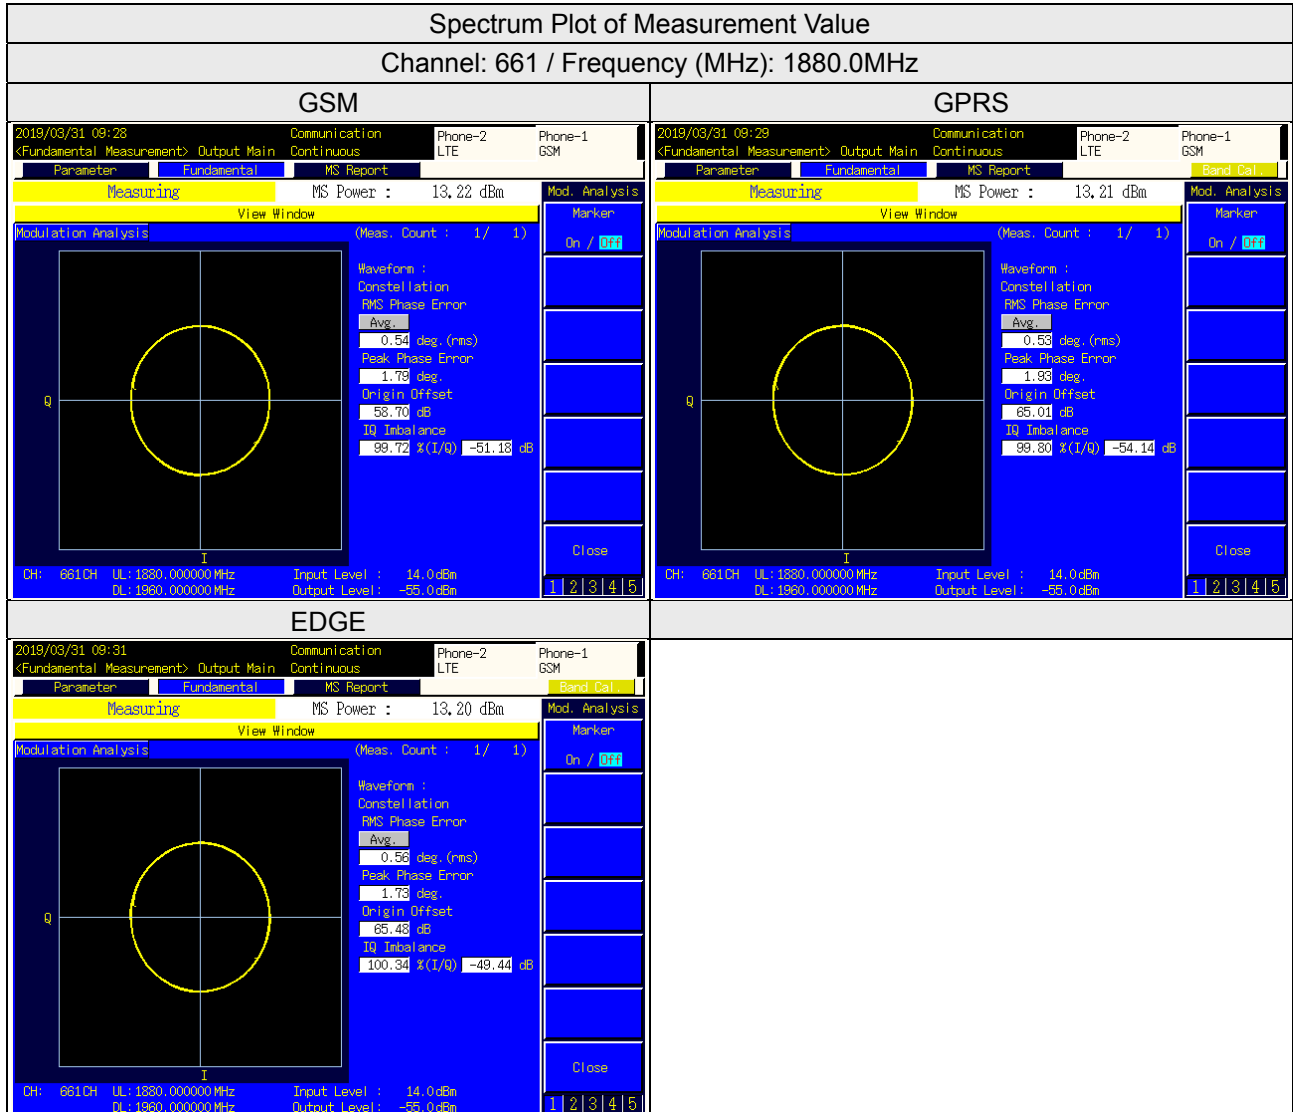 Spectrum Plot of Measurement Value
Channel: 661 / Frequency (MHz): 1880.0MHz
GSM
2019/03/31 09:28 Communication Phone-2 Phone-1
<Fundamental Measurement> Output Main Continuous LTE GSM
Parameter Fundamental MS Report
Measuring MS Power : 13.22 dBm Mod. Analysis
View Window Marker
Modulation Analysis (Meas. Count : 1/ 1) On / Off
Waveform :
Constellation
RMS Phase Error
Avg.
0.54 deg.(rms)
Peak Phase Error
1.79 deg.
Origin Offset
Q 58.70 dB
IQ Imbalance
99.72 %(I/Q) -51.18 dB
I Close
CH: 661CH UL:1880.000000MHz Input Level : 14.0dBm
DL:1960.000000MHz Output Level: -55.0dBm 1 2 3 4 5
GPRS
2019/03/31 09:29 Communication Phone-2 Phone-1
<Fundamental Measurement> Output Main Continuous LTE GSM
Parameter Fundamental MS Report Band Cal.
Measuring MS Power : 13.21 dBm Mod. Analysis
View Window Marker
Modulation Analysis (Meas. Count : 1/ 1) On / Off
Waveform :
Constellation
RMS Phase Error
Avg.
0.53 deg.(rms)
Peak Phase Error
1.93 deg.
Origin Offset
Q 65.01 dB
IQ Imbalance
99.80 %(I/Q) -54.14 dB
I Close
CH: 661CH UL:1880.000000MHz Input Level : 14.0dBm
DL:1960.000000MHz Output Level: -55.0dBm 1 2 3 4 5
EDGE
2019/03/31 09:31 Communication Phone-2 Phone-1
<Fundamental Measurement> Output Main Continuous LTE GSM
Parameter Fundamental MS Report Band Cal.
Measuring MS Power : 13.20 dBm Mod. Analysis
View Window Marker
Modulation Analysis (Meas. Count : 1/ 1) On / Off
Waveform :
Constellation
RMS Phase Error
Avg.
0.56 deg.(rms)
Peak Phase Error
1.73 deg.
Origin Offset
Q 65.48 dB
IQ Imbalance
100.34 %(I/Q) -49.44 dB
I Close
CH: 661CH UL:1880.000000MHz Input Level : 14.0dBm
DL:1960.000000MHz Output Level: -55.0dBm 1 2 3 4 5